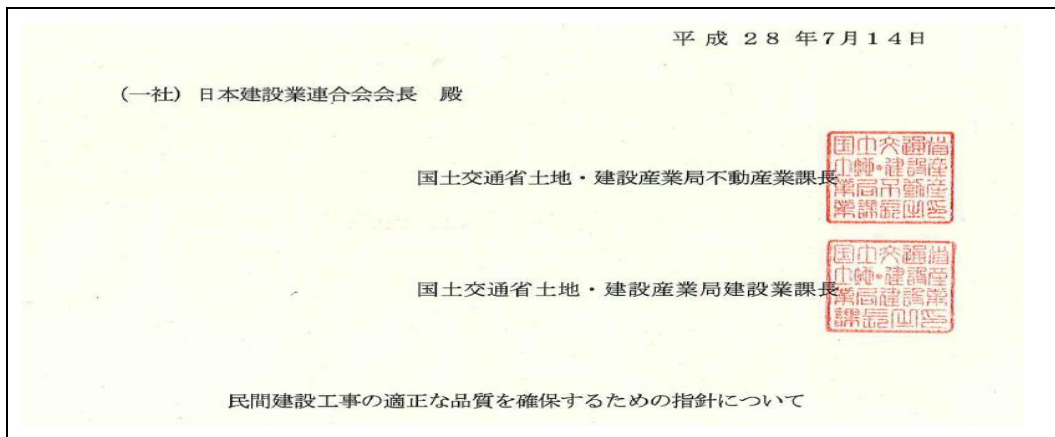 平成28年7月14日
(一社)日本建設業連合会会長 殿
国土交通省土地・建設産業局不動産業課長
国土交通省土地・建設産業局建設業課長
民間建設工事の適正な品質を確保するための指針について